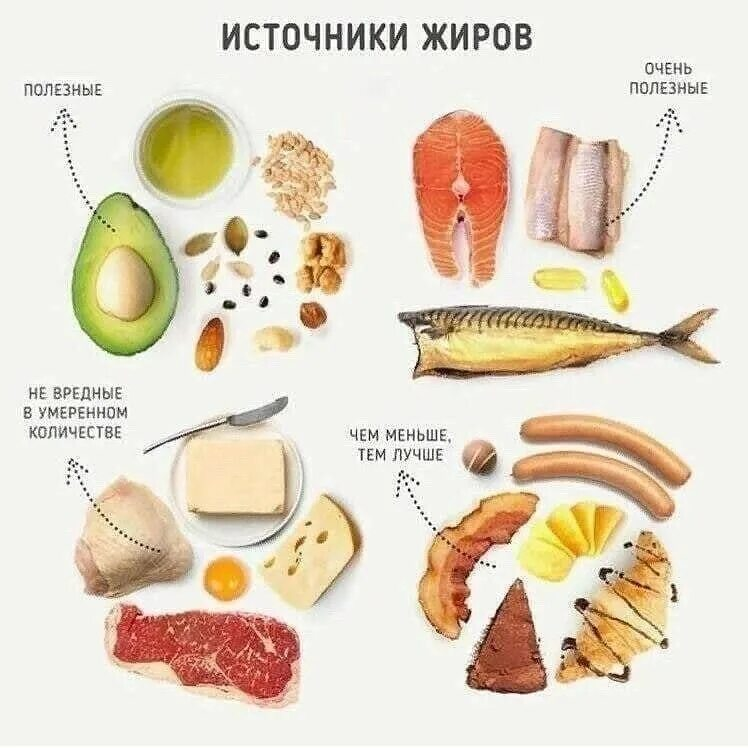 ИСТОЧНИКИ ЖИРОВ
ПОЛЕЗНЫЕ
ОЧЕНЬ
ПОЛЕЗНЫЕ
НЕ ВРЕДНЫЕ
В УМЕРЕННОМ
КОЛИЧЕСТВЕ
ЧЕМ МЕНЬШЕ,
ТЕМ ЛУЧШЕ